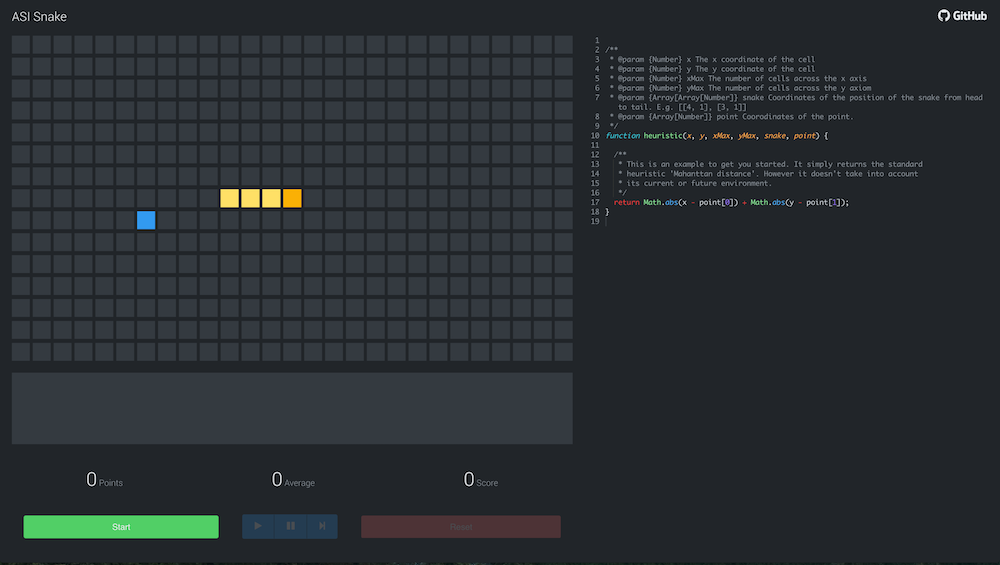 ASI Snake
GitHub
1
2 /**
3 * @param {Number} x The x coordinate of the cell
4 * @param {Number} y The y coordinate of the cell
5 * @param {Number} xMax The number of cells across the x axis
6 * @param {Number} yMax The number of cells across the y axiom
7 * @param {Array[Array[Number]} snake Coordinates of the position of the snake from head
to tail. E.g. [[4, 1], [3, 1]]
8 * @param {Array[Number]} point Coorodinates of the point.
9 */
10 function heuristic(x, y, xMax, yMax, snake, point) {
11
12 /**
13 * This is an example to get you started. It simply returns the standard
14 * heuristic 'Mahanttan distance'. However it doesn't take into account
15 * its current or future environment.
16 */
17 return Math.abs(x - point[0]) + Math.abs(y - point[1]);
18 }
19
0 Points
0 Average
0 Score
Start
Reset